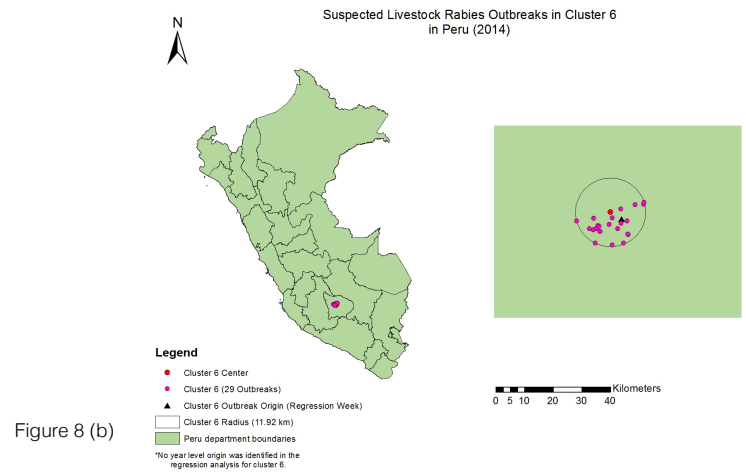 Suspected Livestock Rabies Outbreaks in Cluster 6
in Peru (2014)
N
Legend
Cluster 6 Center
Cluster 6 (29 Outbreaks)
Cluster 6 Outbreak Origin (Regression Week)
Cluster 6 Radius (11.92 km)
Peru department boundaries
*No year level origin was identified in the
regression analysis for cluster 6.
Kilometers
0 5 10 20 30 40
Figure 8 (b)